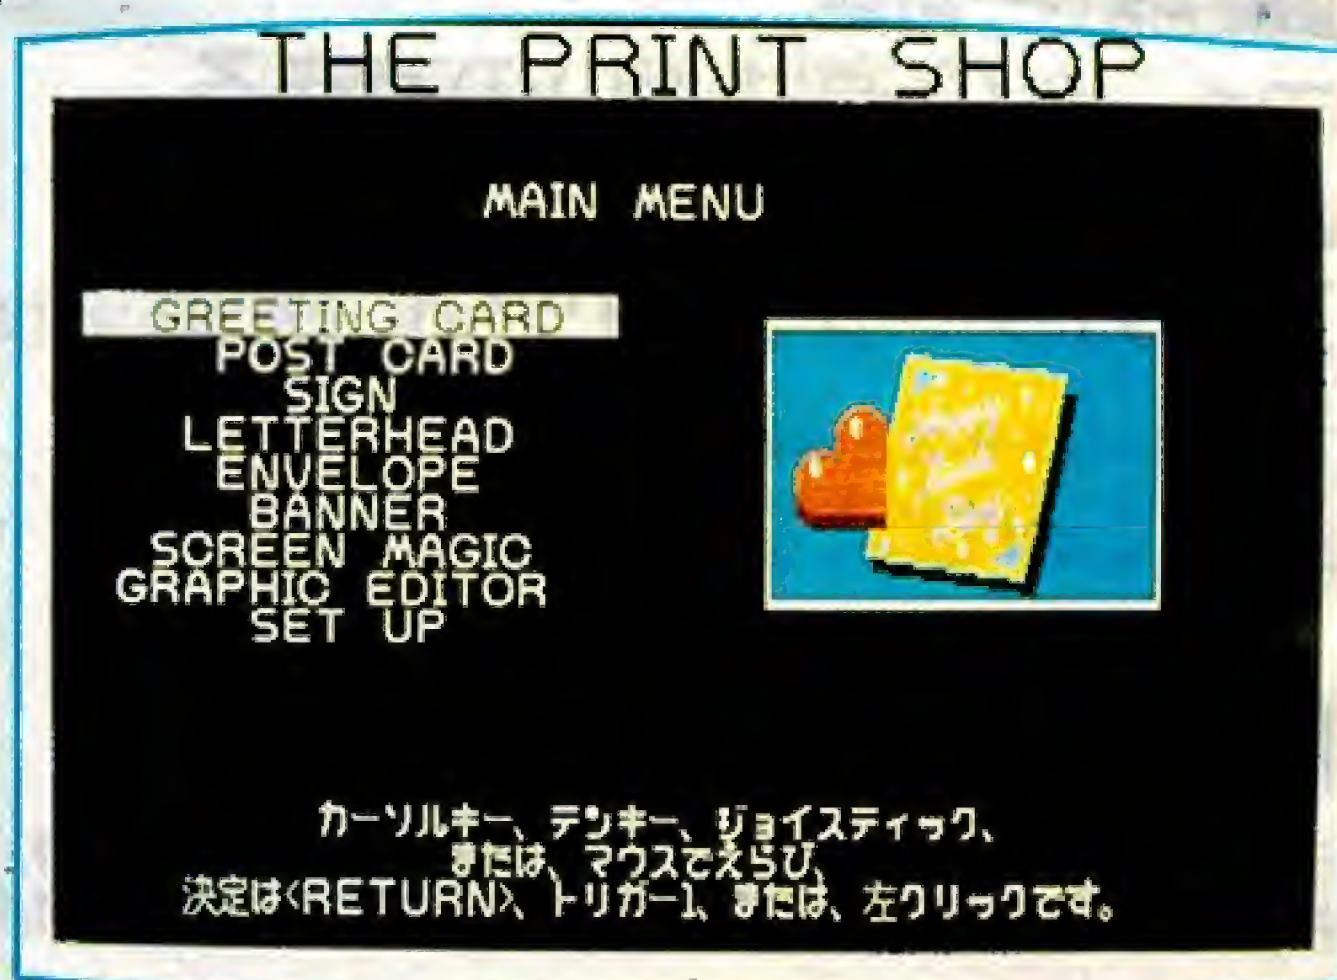 THE PRINT SHOP
MAIN MENU
GREETING CARD
POST CARD
SIGN
LETTERHEAD
ENVELOPE
BANNER
SCREEN MAGIC
GRAPHIC EDITOR
SET UP
カーソルキー、テンキー、ジョイスティック、
または、マウスでえらび、
決定は<RETURN>、トリガー1、または、左クリックです。